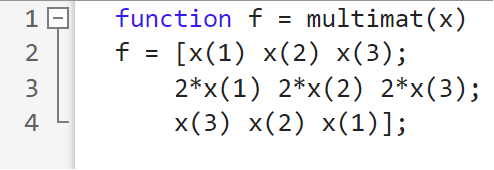 1 function f = multimat(x)
2 f = [x(1) x(2) x(3);
3 2*x(1) 2*x(2) 2*x(3);
4 x(3) x(2) x(1)];